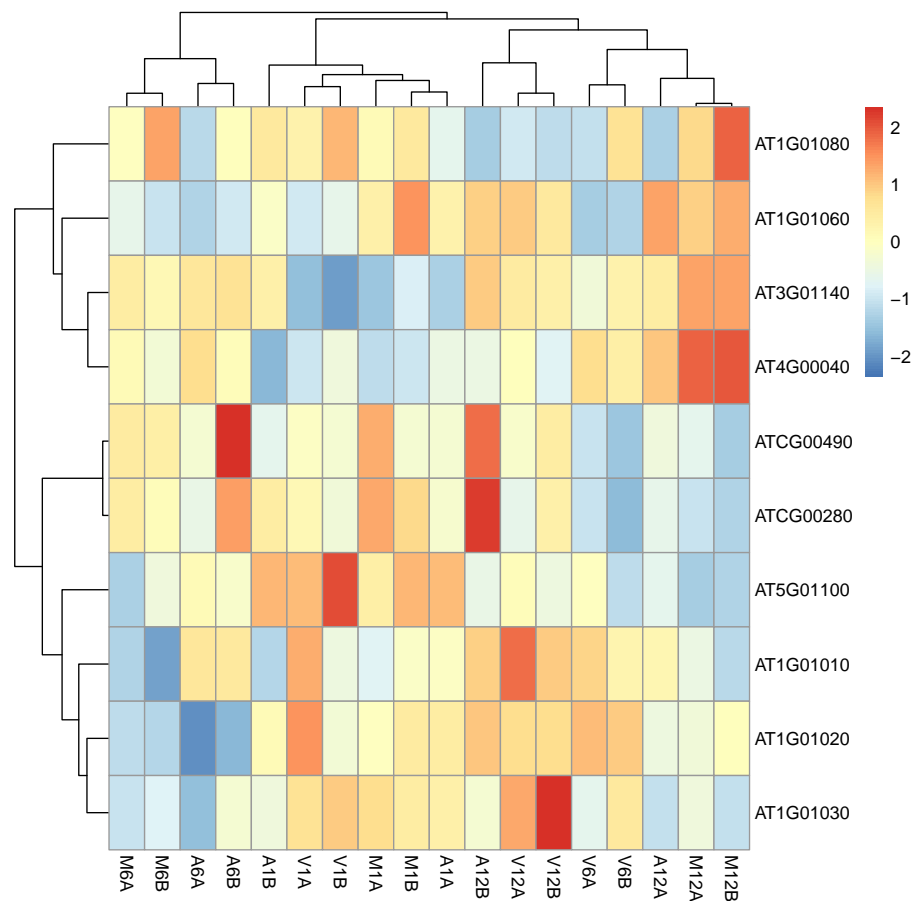 AT1G01080
AT1G01060
AT3G01140
AT4G00040
ATCG00490
ATCG00280
AT5G01100
AT1G01010
AT1G01020
AT1G01030
M6A
M6B
A6A
A6B
A1B
V1A
V1B
M1A
M1B
A1A
A12B
V12A
V12B
V6A
V6B
A12A
M12A
M12B
2
1
0
−1
−2